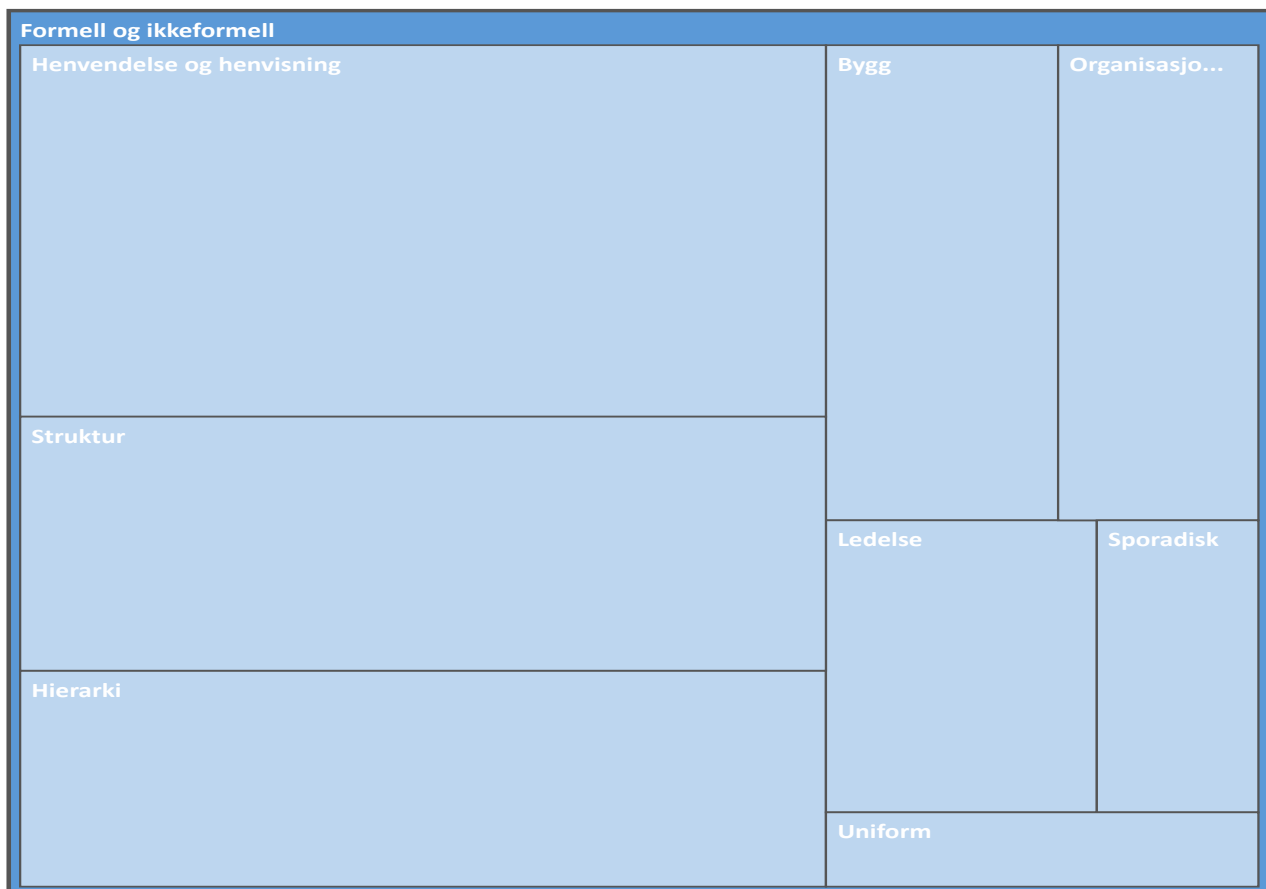 Formell og ikkeformell
Henvendelse og henvisning
Bygg
Organisasjo...
Struktur
Ledelse
Sporadisk
Hierarki
Uniform